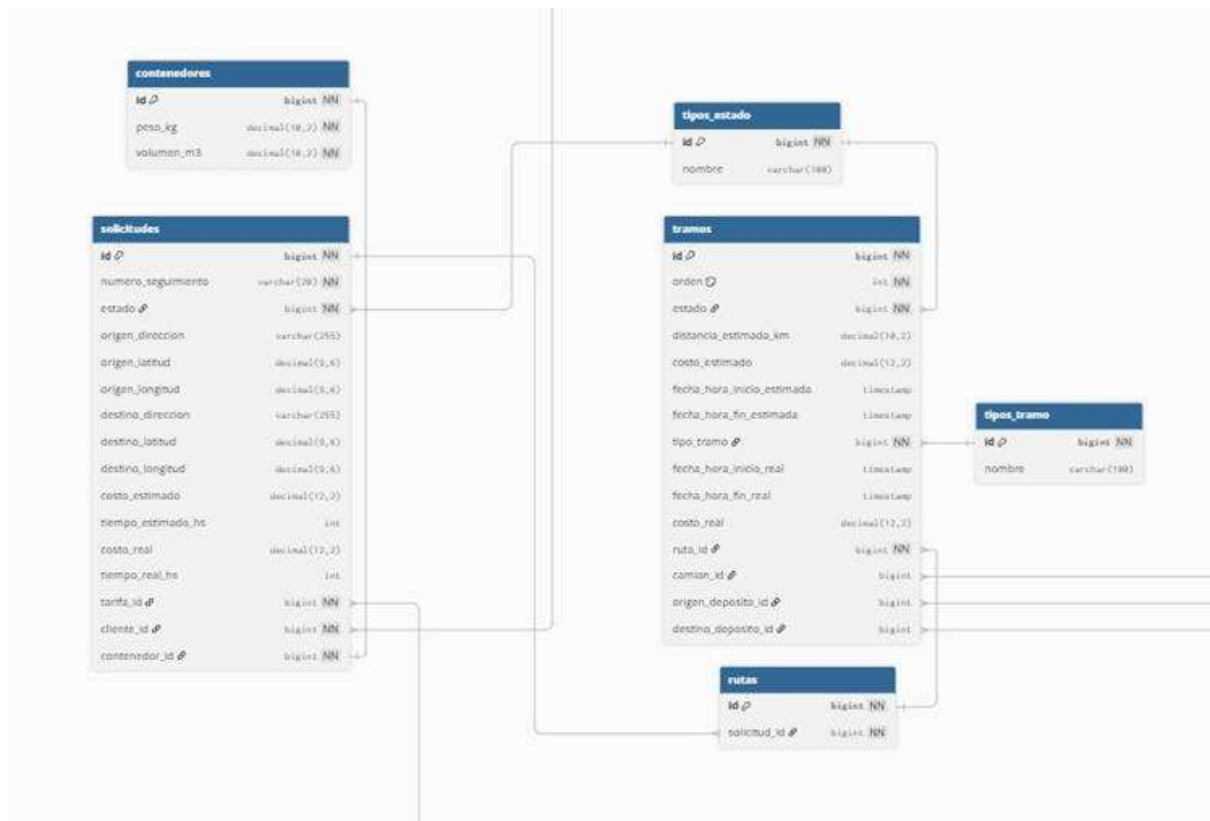 contenedores
id bigint NN
peso_kg decimal(10,2) NN
volumen_m3 decimal(10,2) NN
solicitudes
id bigint NN
numero_seguimiento varchar(20) NN
estado bigint NN
origen_direccion varchar(255)
origen_latitud decimal(9,6)
origen_longitud decimal(9,6)
destino_direccion varchar(255)
destino_latitud decimal(9,6)
destino_longitud decimal(9,6)
costo_estimado decimal(12,2)
tiempo_estimado_hs int
costo_real decimal(12,2)
tiempo_real_hs int
tarifa_id bigint NN
cliente_id bigint NN
contenedor_id bigint NN
tipos_estado
id bigint NN
nombre varchar(100)
tramos
id bigint NN
orden int NN
estado bigint NN
distancia_estimada_km decimal(10,2)
costo_estimado decimal(12,2)
fecha_hora_inicio_estimada timestamp
fecha_hora_fin_estimada timestamp
tipo_tramo bigint NN
fecha_hora_inicio_real timestamp
fecha_hora_fin_real timestamp
costo_real decimal(12,2)
ruta_id bigint NN
camion_id bigint
origen_deposito_id bigint
destino_deposito_id bigint
tipos_tramo
id bigint NN
nombre varchar(100)
rutas
id bigint NN
solicitud_id bigint NN